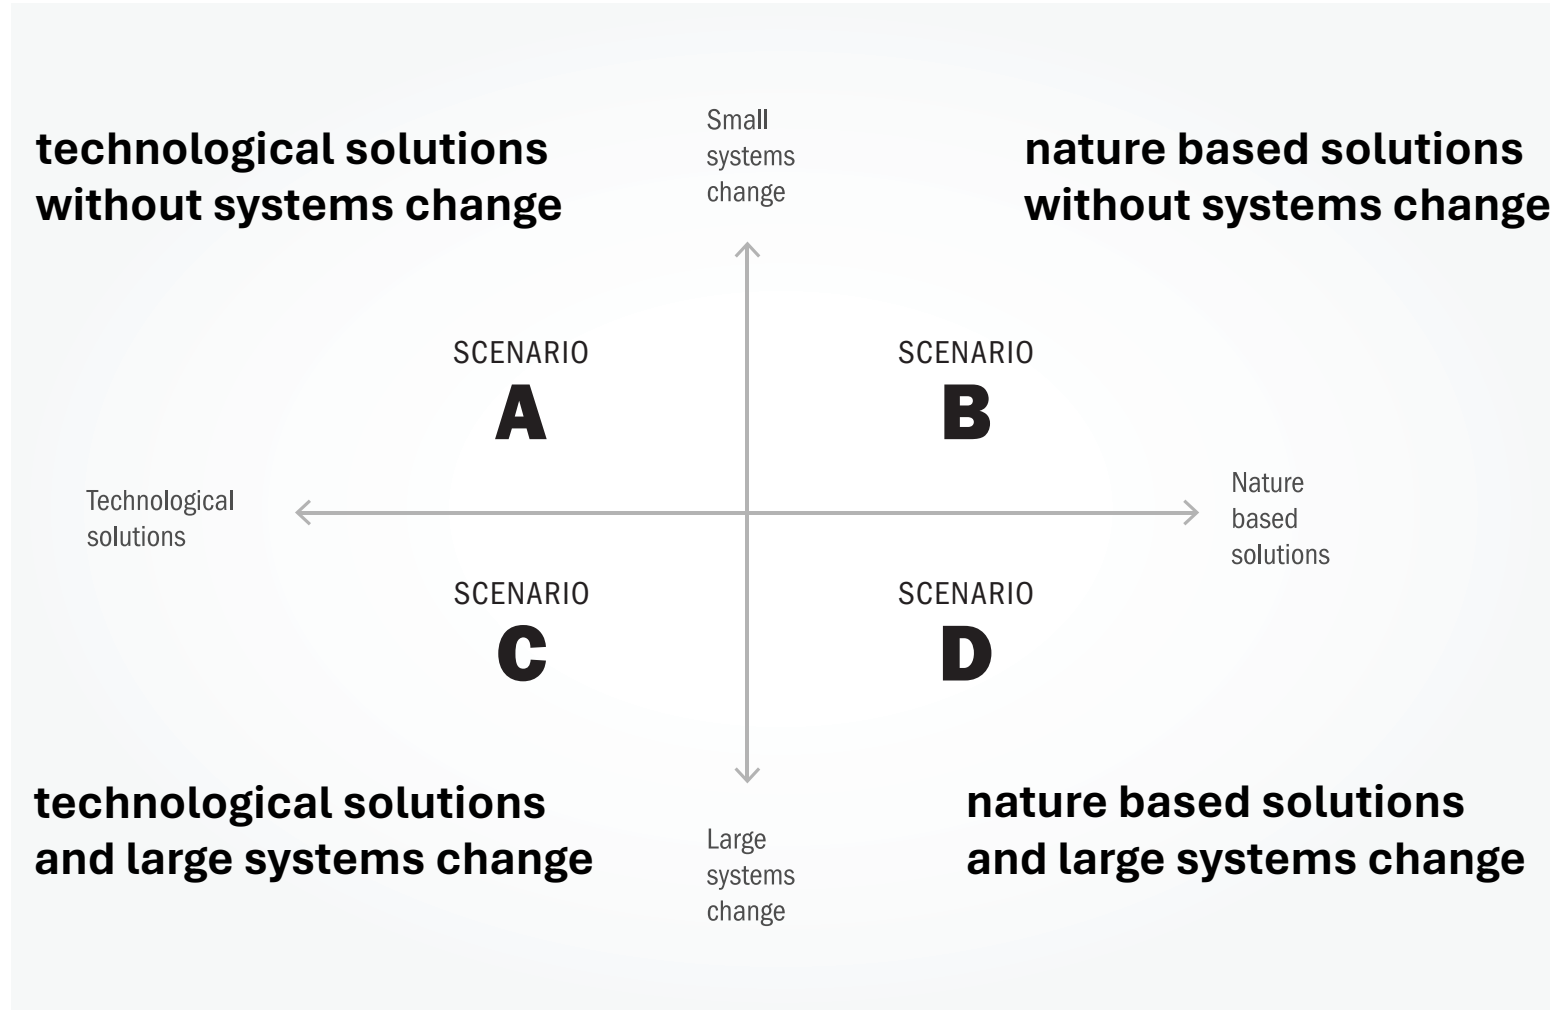 technological solutions
without systems change
Small
systems
change
nature based solutions
without systems change
SCENARIO
A
SCENARIO
B
Technological
solutions
Nature
based
solutions
SCENARIO
C
SCENARIO
D
technological solutions
and large systems change
Large
systems
change
nature based solutions
and large systems change